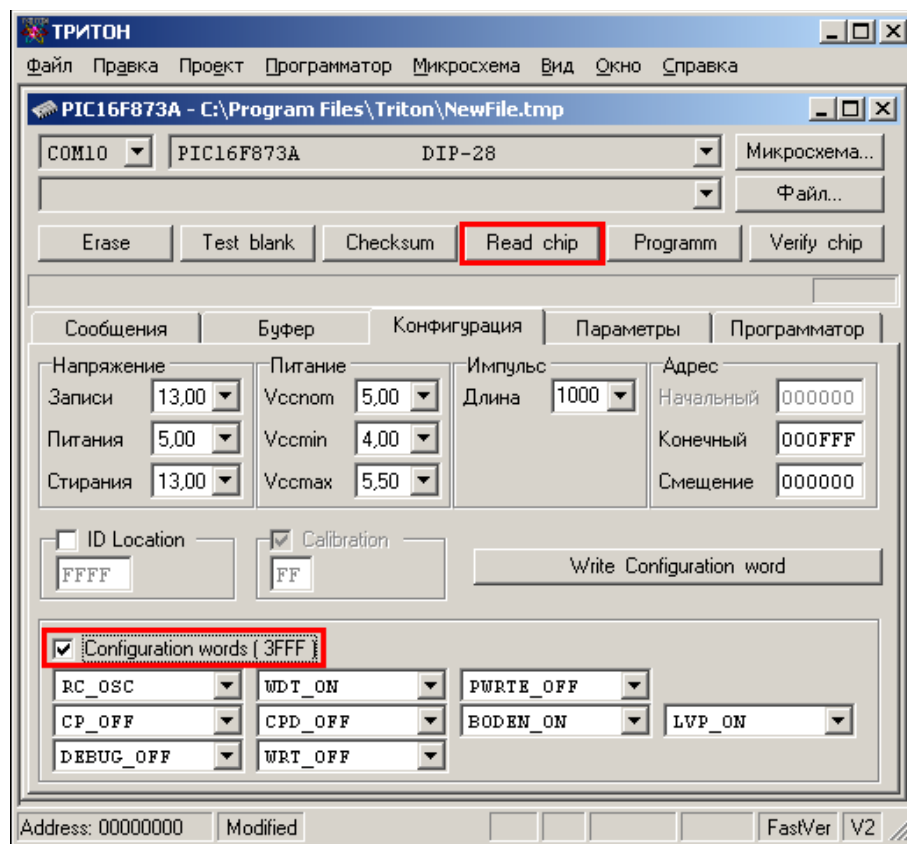 ТРИТОН
Файл Правка Проект Программатор Микросхема Вид Окно Справка
PIC16F873A - C:\Program Files\Triton\NewFile.tmp
COM10 PIC16F873A DIP-28 Микросхема...
Файл...
Erase Test blank Checksum Read chip Programm Verify chip
Сообщения Буфер Конфигурация Параметры Программатор
Напряжение Питание Импульс Адрес
Записи 13,00 Vccnom 5,00 Длина 1000 Начальный 000000
Питания 5,00 Vccmin 4,00 Конечный 000FFF
Стирания 13,00 Vccmax 5,50 Смещение 000000
ID Location Calibration
FFFF FF Write Configuration word
Configuration words ( 3FFF )
RC_OSC WDT_ON PWRTE_OFF
CP_OFF CPD_OFF BODEN_ON LVP_ON
DEBUG_OFF WRT_OFF
Address: 00000000 Modified FastVer V2